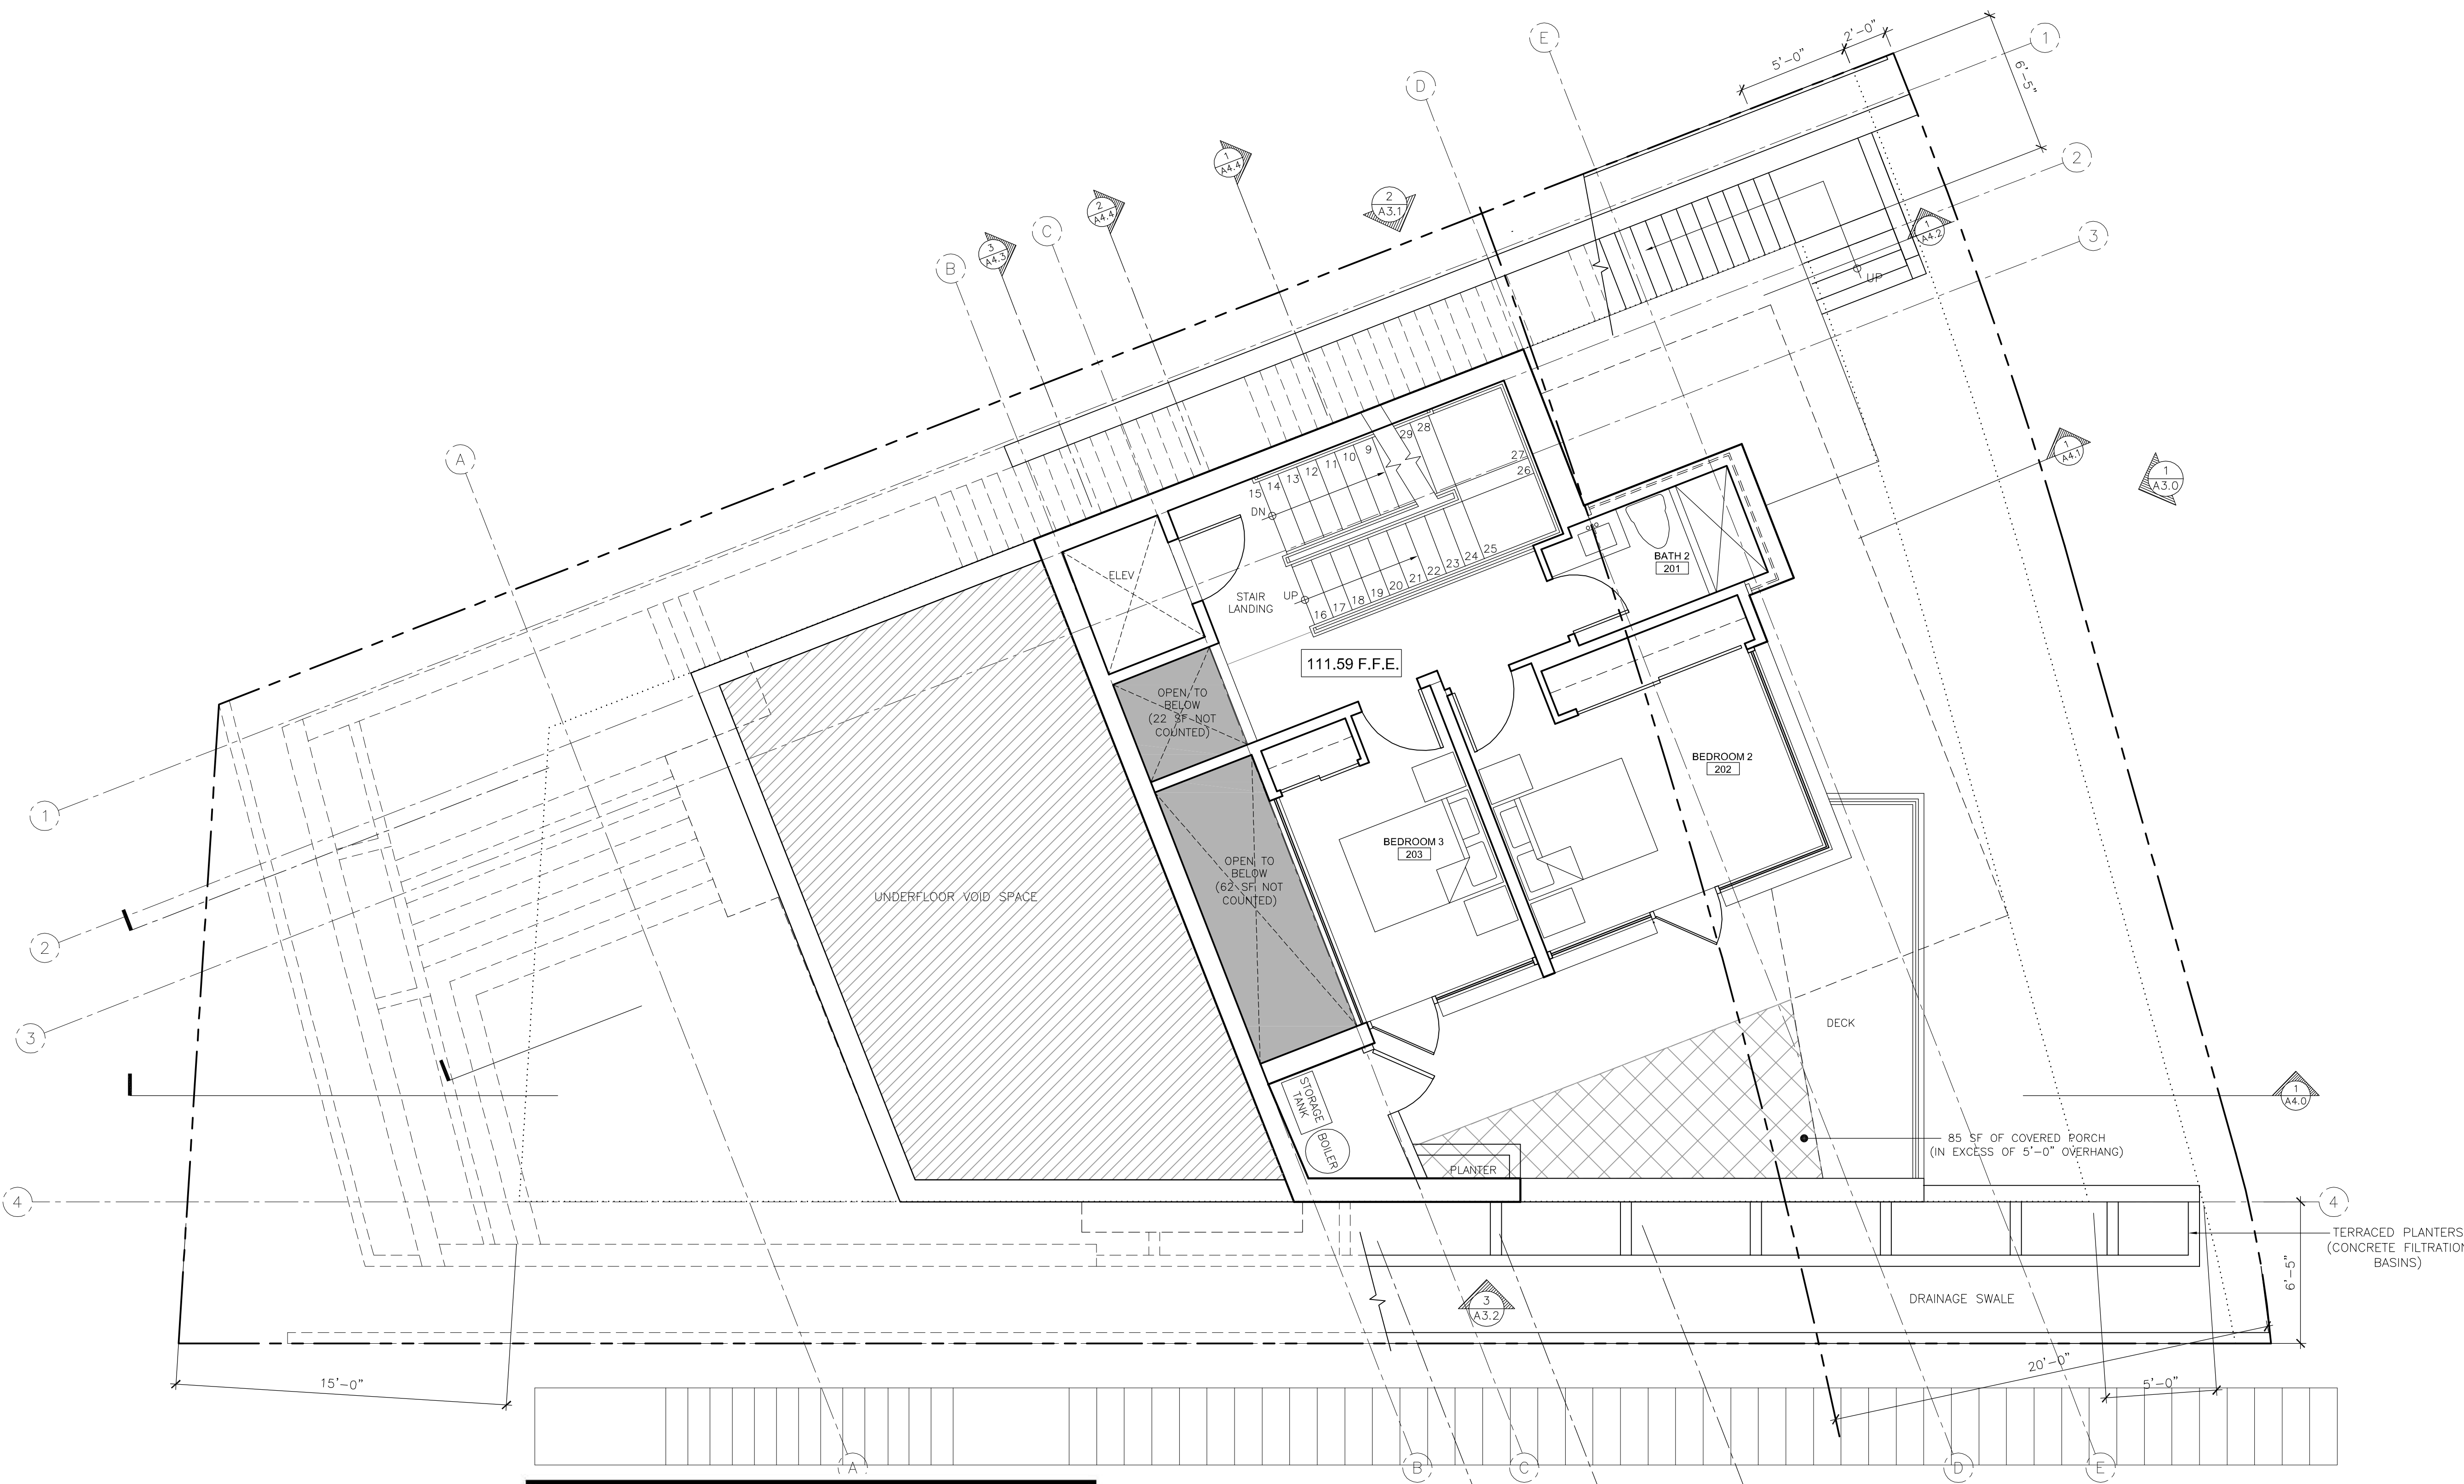 E
D
5'-0"
2'-0"
6'-5"
1
2
3
1
A4.4
2
A4.4
3
A4.3
C
B
2
A3.1
1
A4.2
UP
1
A4.1
1
A3.0
A
29
28
27
26
9
10
11
12
13
14
15
DN
25
24
23
22
21
20
19
18
17
16
UP
ELEV
STAIR
LANDING
BATH 2
201
111.59 F.F.E.
OPEN TO
BELOW
(22 SF NOT
COUNTED)
BEDROOM 2
202
BEDROOM 3
203
OPEN TO
BELOW
(62 SF NOT
COUNTED)
UNDERFLOOR VOID SPACE
1
2
3
4
DECK
STORAGE
TANK
BOILER
PLANTER
85 SF OF COVERED PORCH
(IN EXCESS OF 5'-0" OVERHANG)
1
A4.0
4
TERRACED PLANTERS
(CONCRETE FILTRATION
BASINS)
6'-5"
DRAINAGE SWALE
3
A3.2
15'-0"
20'-0"
5'-0"
A
B
C
D
E